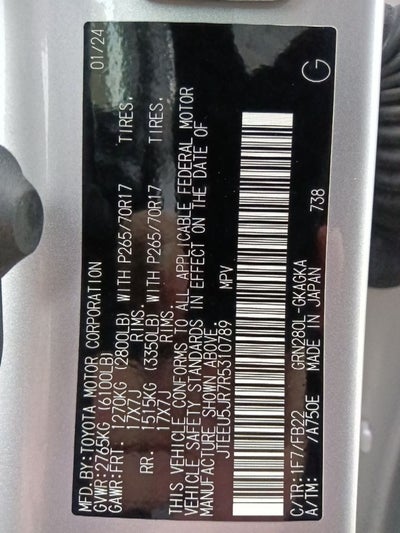 MFD.BY:TOYOTA MOTOR CORPORATION 01/24
GVWR:2765KG (6100LB)
GAWR:FRT. 1270KG (2800LB) WITH P265/70R17 TIRES,
17X7J RIMS,
RR. 1515KG (3350LB) WITH P265/70R17 TIRES,
17X7J RIMS,
THIS VEHICLE CONFORMS TO ALL APPLICABLE FEDERAL MOTOR
VEHICLE SAFETY STANDARDS IN EFFECT ON THE DATE OF
MANUFACTURE SHOWN ABOVE.
JTEEU5JR7R5310789 MPV
C/TR:1F7/FB22 GRN280L-GKAGKA
A/TM: /A750E MADE IN JAPAN 738
G